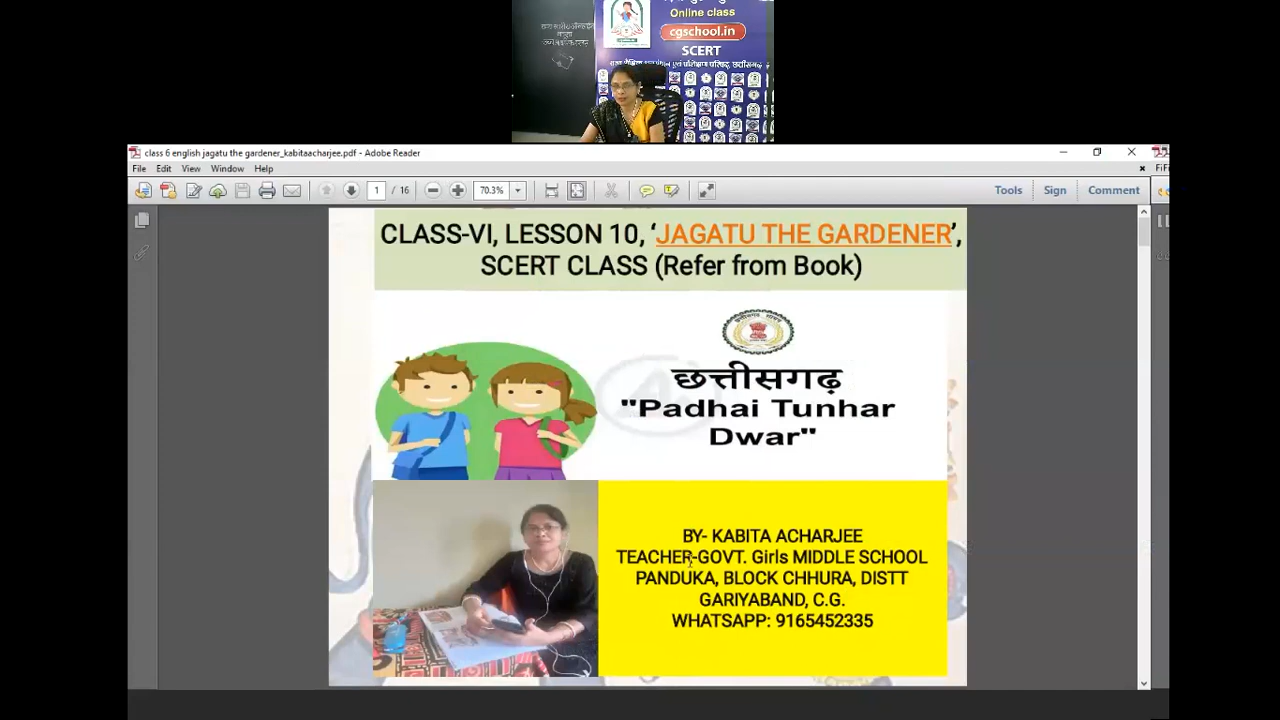 Online class
cgschool.in
SCERT
class 6 english jagatu the gardener_kabitaacharjee.pdf - Adobe Reader
File Edit View Window Help
1 / 16 70.3% Tools Sign Comment
CLASS-VI, LESSON 10, ‘JAGATU THE GARDENER’,
SCERT CLASS (Refer from Book)
छत्तीसगढ़
"Padhai Tunhar
Dwar"
BY- KABITA ACHARJEE
TEACHER-GOVT. Girls MIDDLE SCHOOL
PANDUKA, BLOCK CHHURA, DISTT
GARIYABAND, C.G.
WHATSAPP: 9165452335